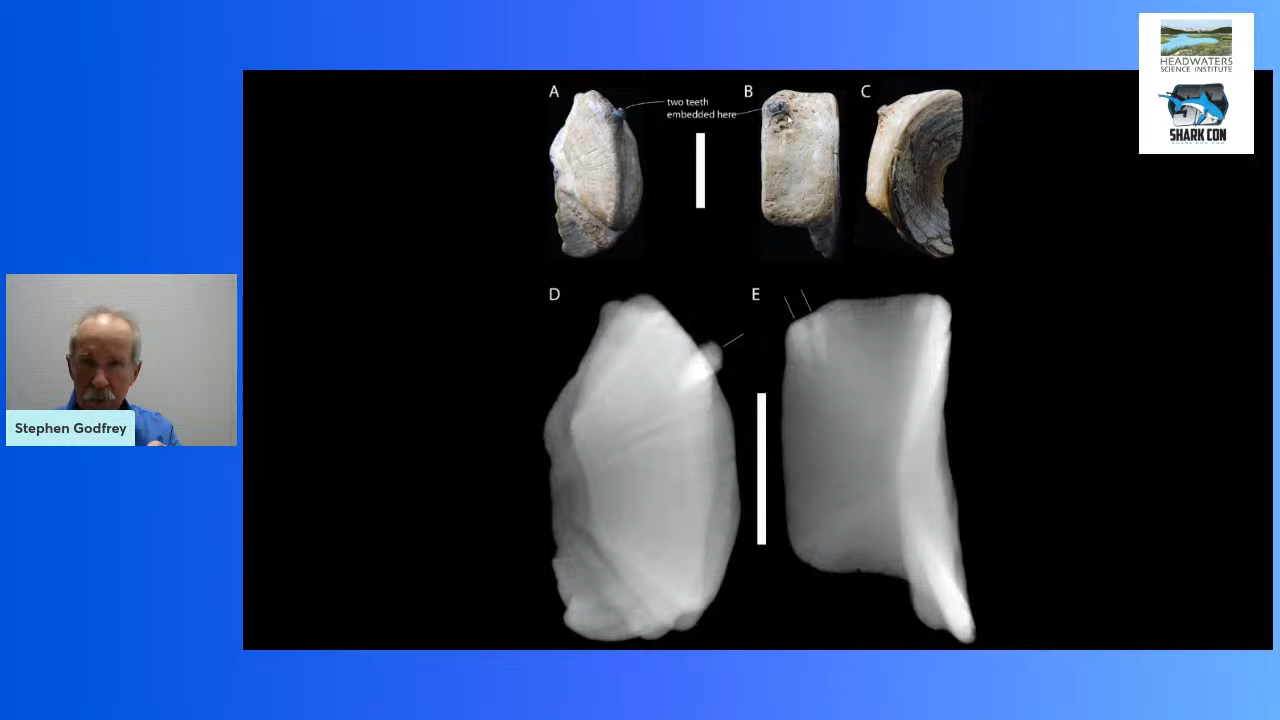 A
two teeth
embedded here
B
C
HEADWATERS
SCIENCE INSTITUTE
SHARK CON
D
E
Stephen Godfrey